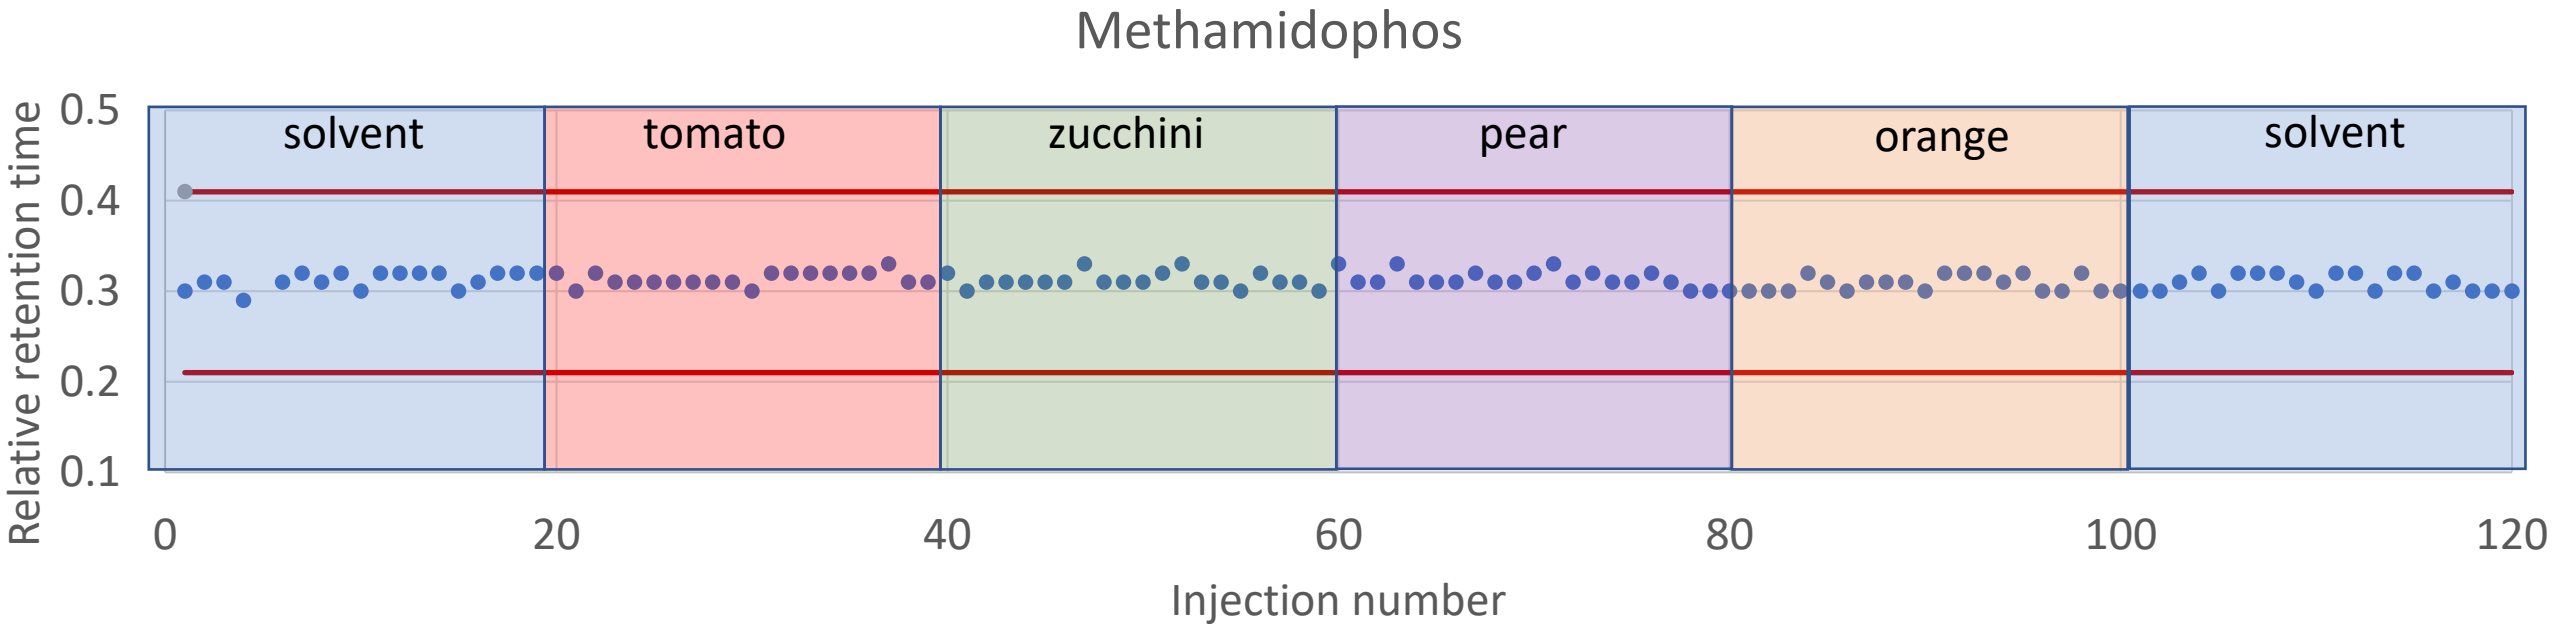 Methamidophos
Relative retention time
0.5
0.4
0.3
0.2
0.1
solvent
tomato
zucchini
pear
orange
solvent
0 20 40 60 80 100 120
Injection number